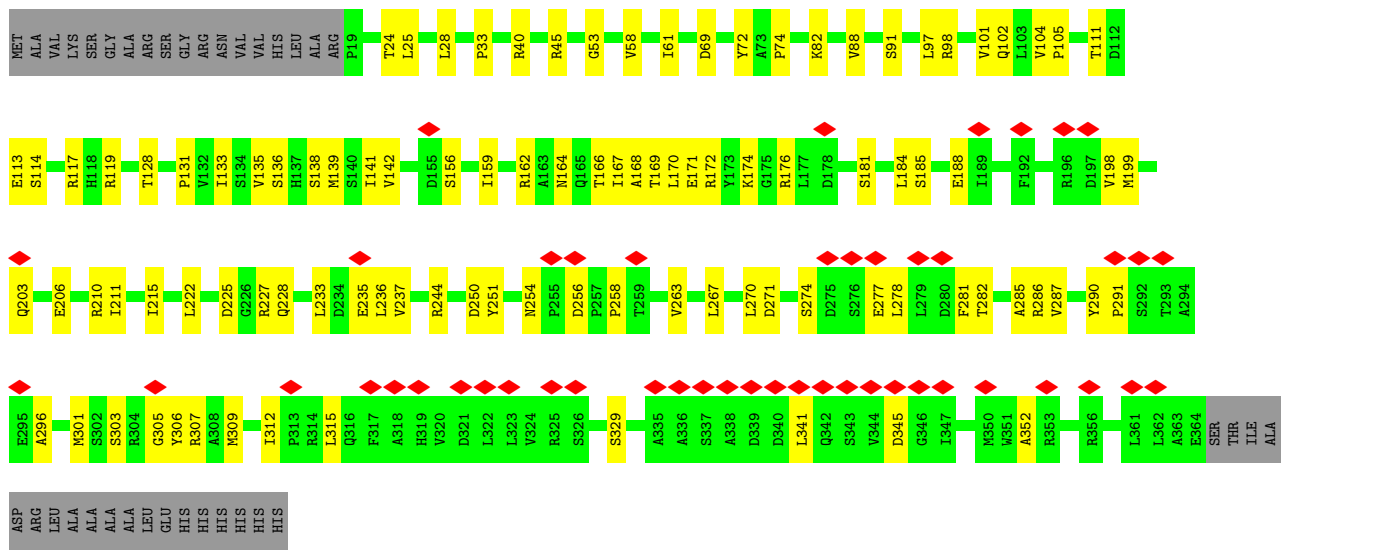 MET ALA VAL LYS SER GLY ALA ARG SER GLY ARG ASN VAL VAL HIS LEU ALA ARG P19 T24 L25 L28 P33 R40 R45 G53 V58 I61 D69 Y72 A73 P74 K82 V88 S91 L97 R98 V101 Q102 L103 V104 P105 T111 D112
E113 S114 R117 H118 R119 T128 P131 V132 I133 S134 V135 S136 H137 S138 M139 S140 I141 V142 D155 S156 I159 R162 A163 N164 Q165 T166 I167 A168 T169 L170 E171 R172 Y173 K174 G175 R176 L177 D178 S181 L184 S185 E188 I189 F192 R196 D197 V198 M199
Q203 E206 R210 I211 I215 L222 D225 G226 R227 Q228 L233 D234 E235 L236 V237 R244 D250 Y251 N254 P255 D256 P257 P258 T259 V263 L267 L270 D271 S274 D275 S276 E277 L278 L279 D280 F281 T282 A285 R286 V287 Y290 P291 S292 T293 A294
E295 A296 M301 S302 S303 R304 G305 Y306 R307 A308 M309 I312 P313 R314 L315 Q316 F317 A318 H319 V320 D321 L322 L323 V324 R325 S326 S329 A335 A336 S337 A338 D339 D340 L341 Q342 S343 V344 D345 G346 I347 M350 W351 A352 R353 R356 L361 L362 A363 E364 SER THR ILE ALA
ASP ARG LEU ALA ALA ALA ALA LEU GLU HIS HIS HIS HIS HIS HIS